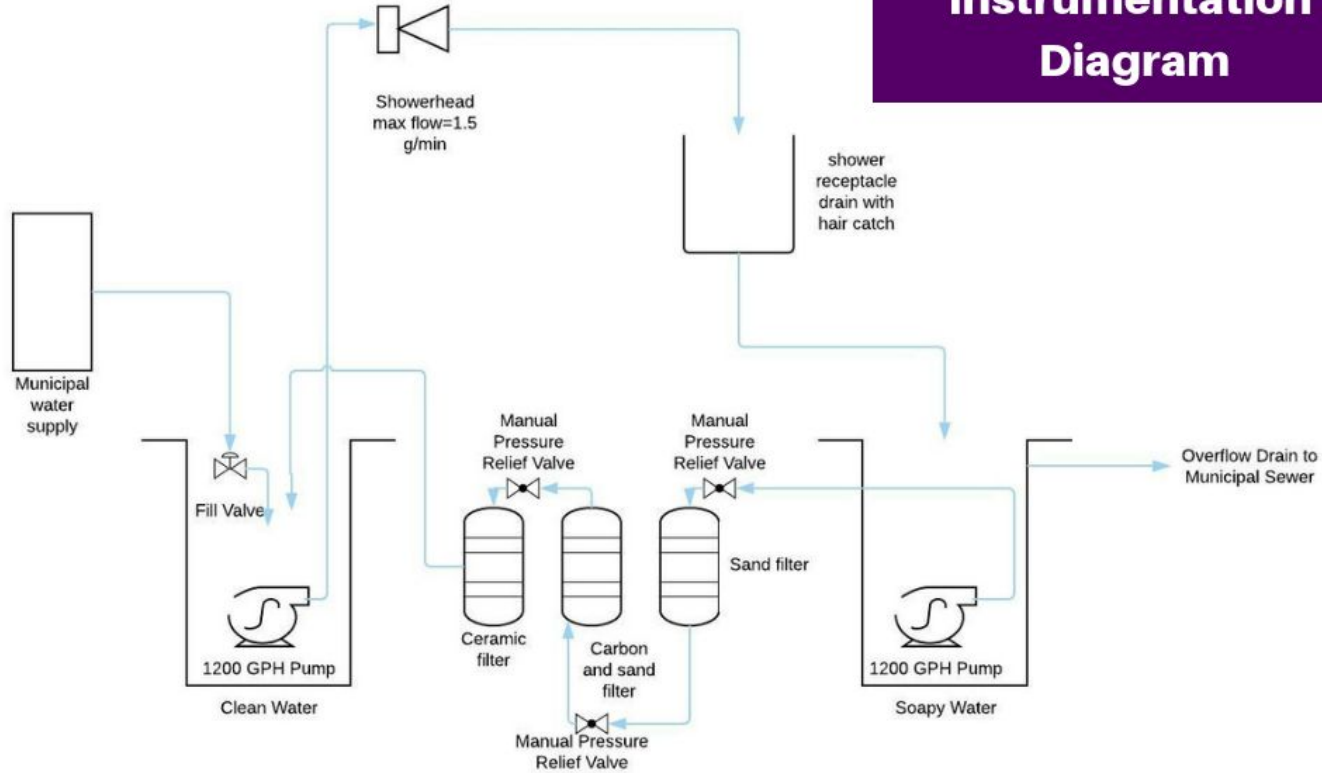 Instrumentation
Diagram
Showerhead
max flow=1.5
g/min
shower
receptacle
drain with
hair catch
Municipal
water
supply
Fill Valve
Manual
Pressure
Relief Valve
Manual
Pressure
Relief Valve
Overflow Drain to
Municipal Sewer
Sand filter
Ceramic
filter
Carbon
and sand
filter
1200 GPH Pump
Clean Water
1200 GPH Pump
Soapy Water
Manual Pressure
Relief Valve